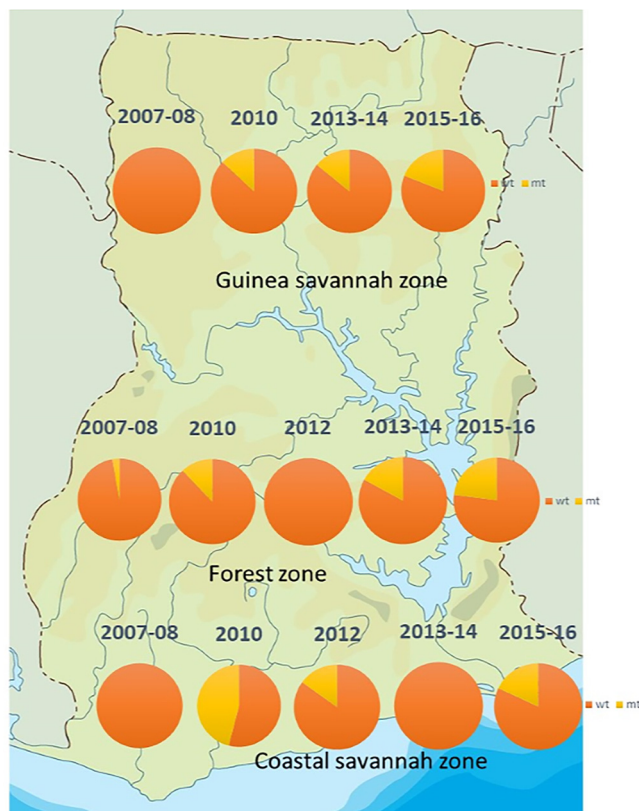 2007-08 2010 2013-14 2015-16
wt mt
Guinea savannah zone
2007-08 2010 2012 2013-14 2015-16
wt mt
Forest zone
2007-08 2010 2012 2013-14 2015-16
wt mt
Coastal savannah zone